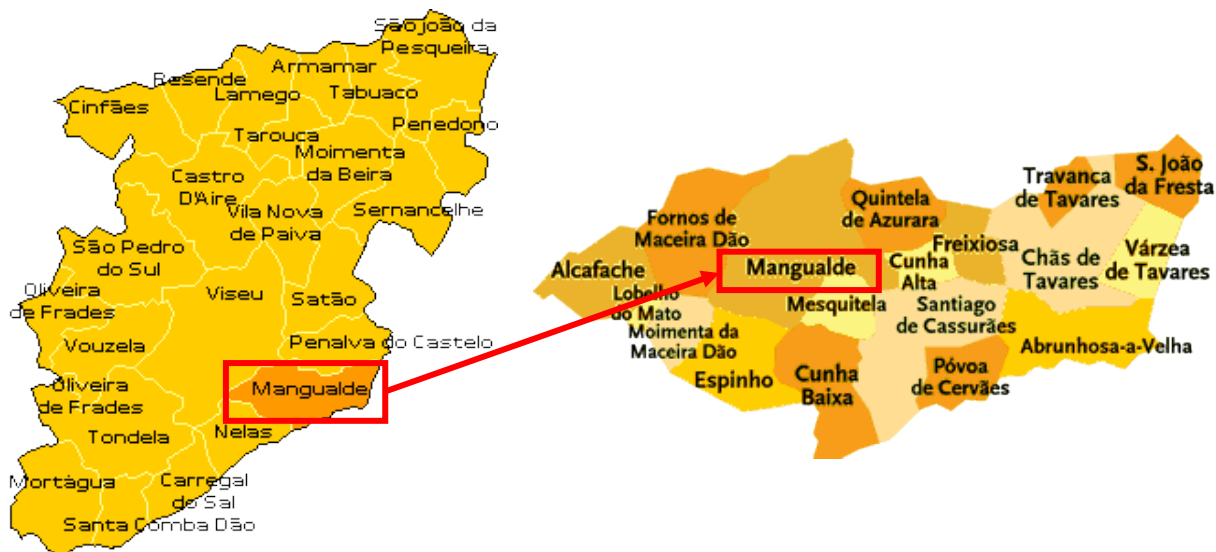 São João da
Pesqueira
Armamar
Resende
Lamego
Tabuaco
Cinfães
Penedono
Tarouca
Moimenta
da Beira
Castro
D'Aire
Vila Nova
de Paiva
Sernancelhe
São Pedro
do Sul
Oliveira
de Frades
Viseu
Satão
Vouzela
Penalva do Castelo
Oliveira
de Frades
Mangualde
Tondela
Nelas
Mortágua
Carregal
do Sal
Santa Comba Dão
S. João
da Fresta
Travanca
de Tavares
Quintela
de Azurara
Fornos de
Maceira Dão
Freixiosa
Várzea
de Tavares
Chãs de
Tavares
Alcafache
Mangualde
Cunha
Alta
Lobelho
do Mato
Mesquitela
Santiago
de Cassurães
Moimenta da
Maceira Dão
Abrunhosa-a-Velha
Espinho
Cunha
Baixa
Póvoa
de Cervães